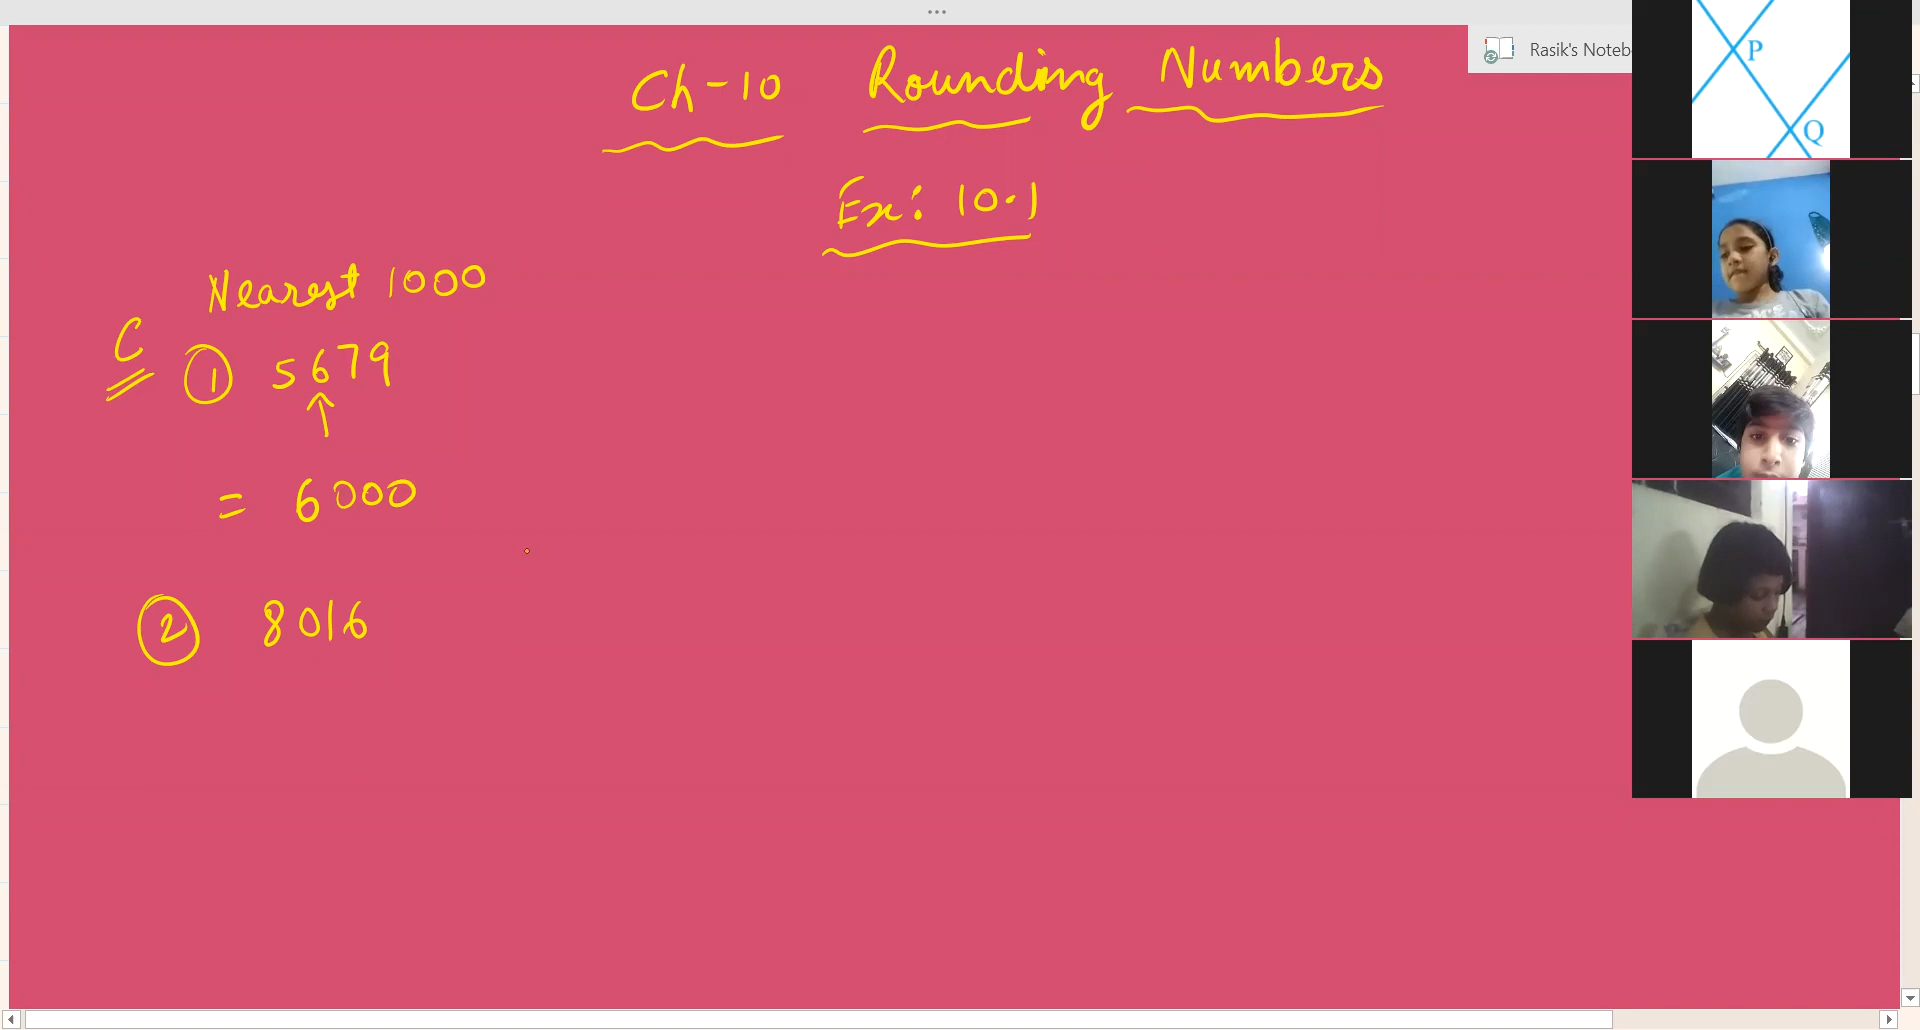 Ch-10 Rounding Numbers
Rasik's Noteb
P
Q
Ex: 10.1
Nearest 1000
C
① 5679
↑
= 6000
② 8016